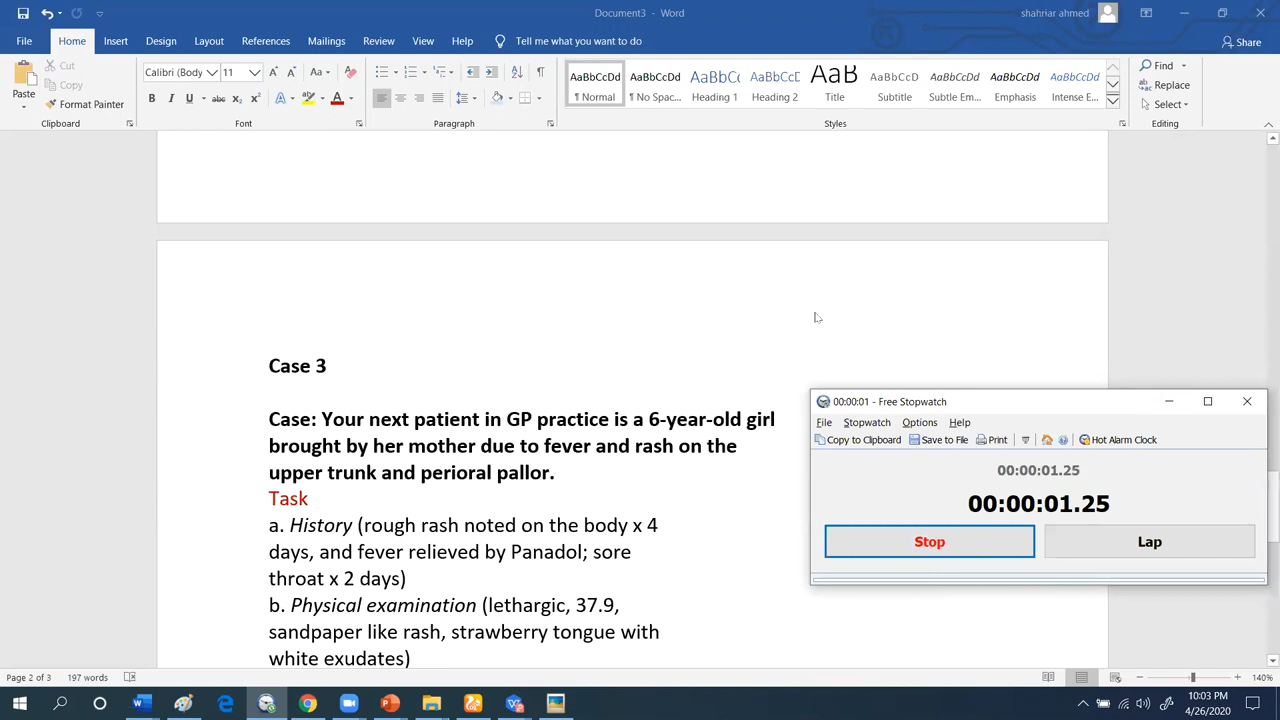 Document3 - Word
shahriar ahmed
File Home Insert Design Layout References Mailings Review View Help Tell me what you want to do Share
Paste
Cut
Copy
Format Painter
Calibri (Body 11
AaBbCcDd AaBbCcDd AaBbC( AaBbCcC AaB AaBbCcDd AaBbCcDd AaBbCcDd AaBbCcDd
¶ Normal ¶ No Spac... Heading 1 Heading 2 Title Subtitle Subtle Em... Emphasis Intense E...
Find
Replace
Select
Clipboard Font Paragraph Styles Editing
Case 3
Case: Your next patient in GP practice is a 6-year-old girl
brought by her mother due to fever and rash on the
upper trunk and perioral pallor.
Task
a. History (rough rash noted on the body x 4
days, and fever relieved by Panadol; sore
throat x 2 days)
b. Physical examination (lethargic, 37.9,
sandpaper like rash, strawberry tongue with
white exudates)
00:00:01 - Free Stopwatch
File Stopwatch Options Help
Copy to Clipboard Save to File Print Hot Alarm Clock
00:00:01.25
00:00:01.25
Stop Lap
Page 2 of 3 197 words
140%
10:03 PM
4/26/2020